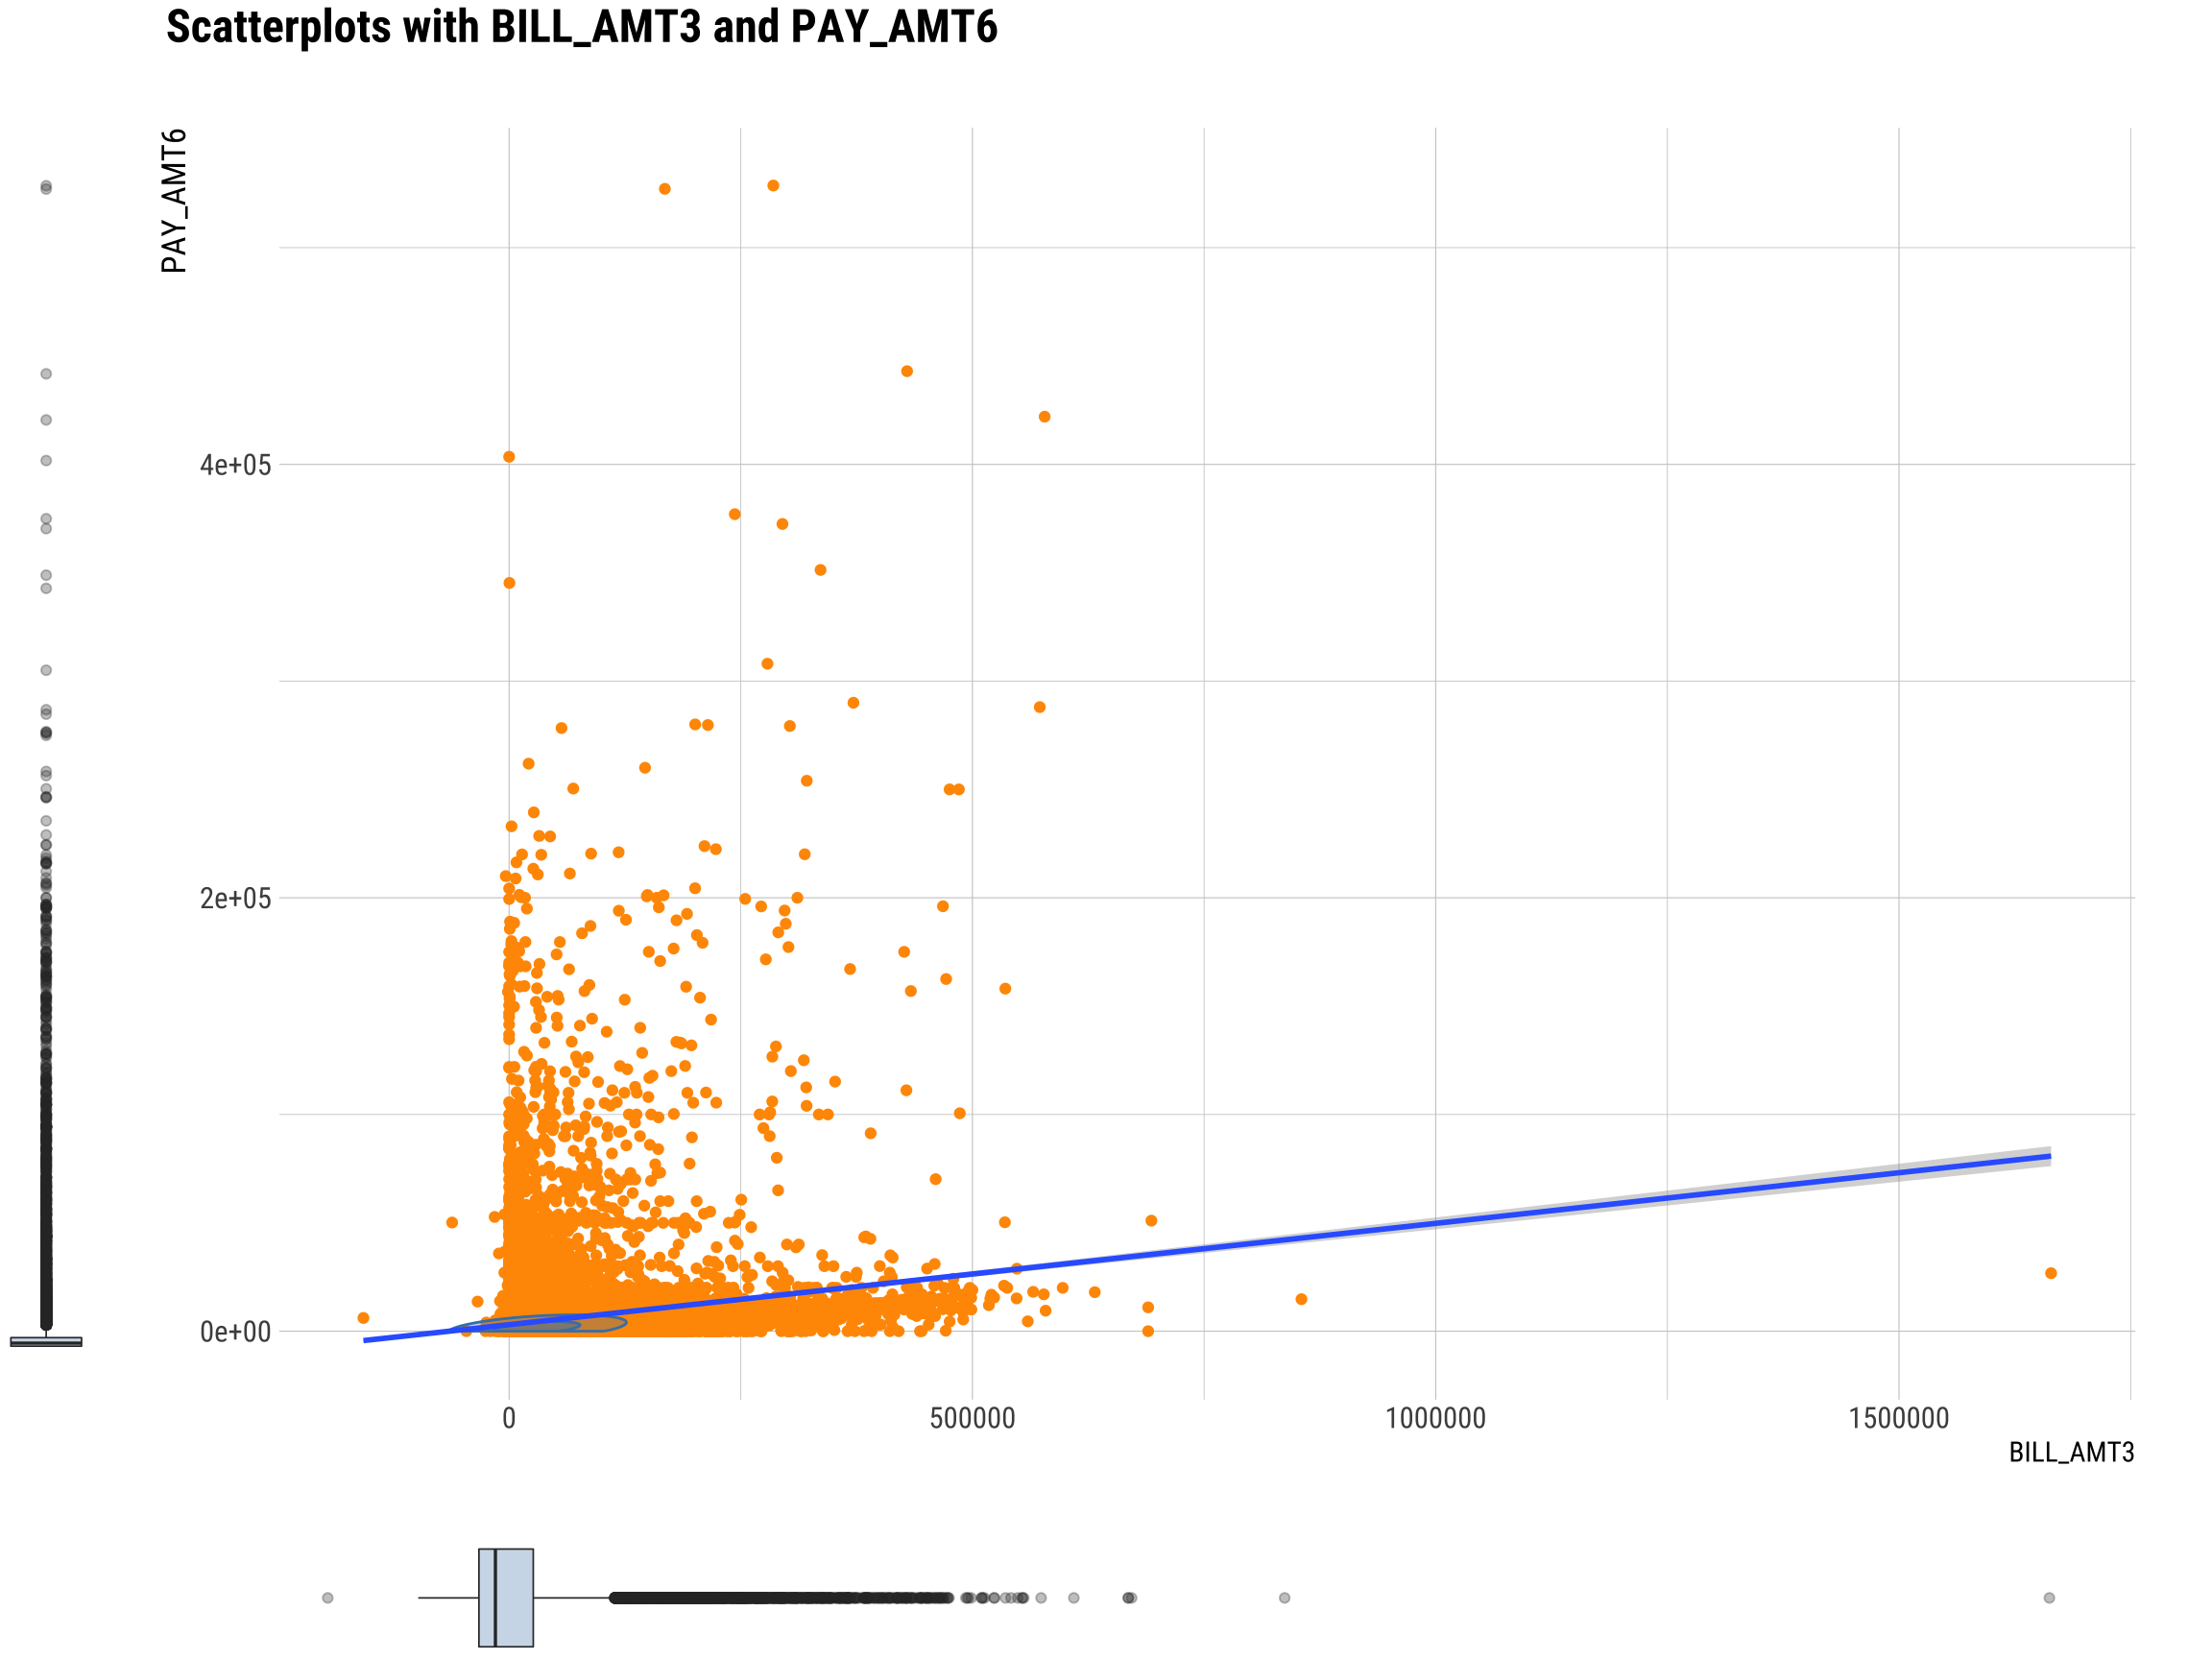 Scatterplots with BILL_AMT3 and PAY_AMT6
PAY_AMT6
4e+05
2e+05
0e+00
0
500000
1000000
1500000
BILL_AMT3